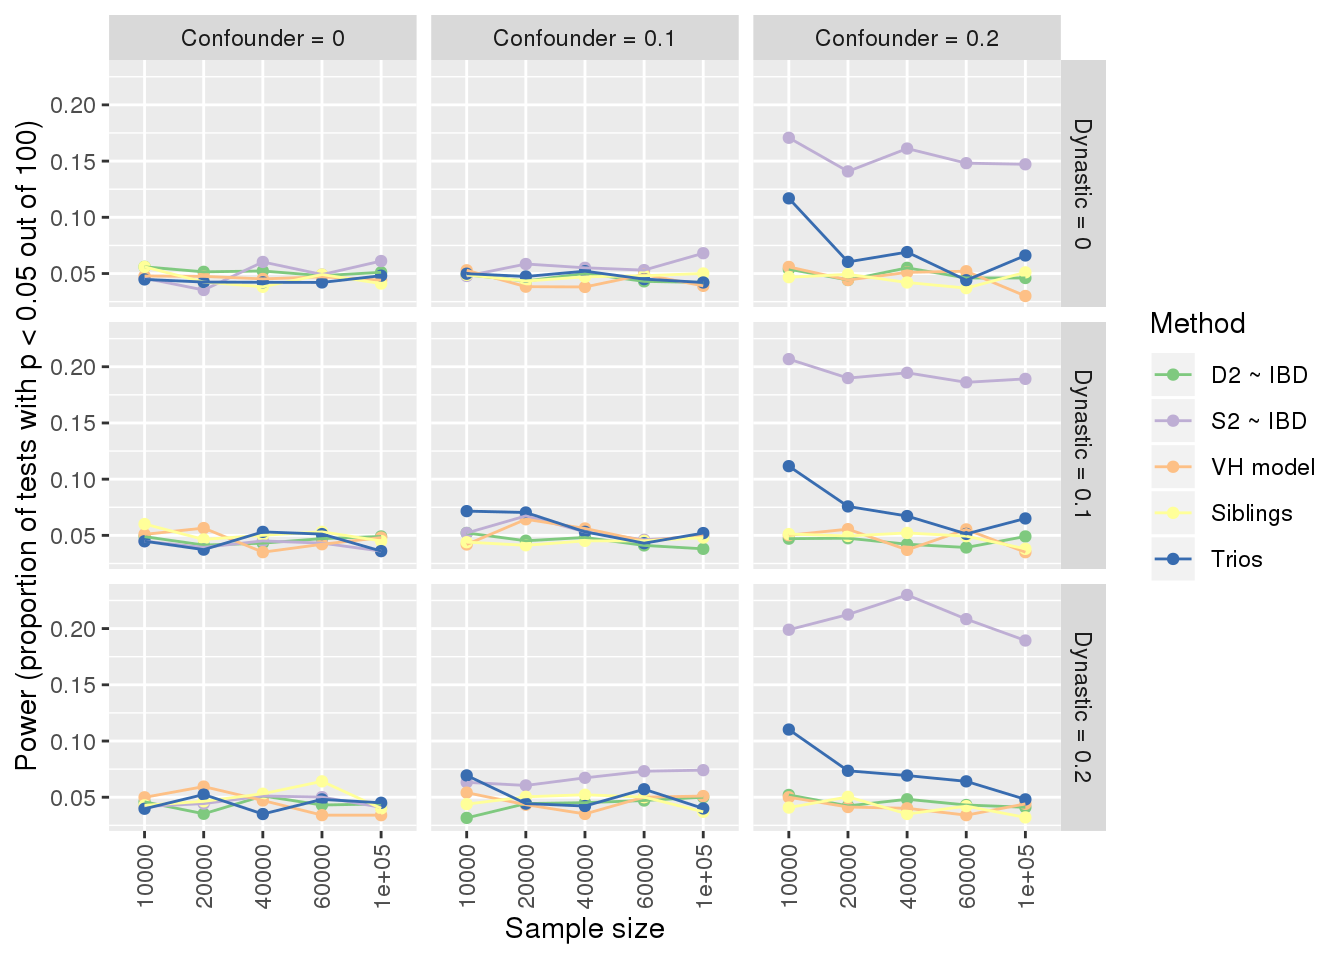 Confounder = 0
Confounder = 0.1
Confounder = 0.2
Power (proportion of tests with p < 0.05 out of 100)
0.20
0.15
0.10
0.05
Dynastic = 0
0.20
0.15
0.10
0.05
Dynastic = 0.1
0.20
0.15
0.10
0.05
Dynastic = 0.2
10000
20000
40000
60000
1e+05
10000
20000
40000
60000
1e+05
10000
20000
40000
60000
1e+05
Sample size
Method
D2 ~ IBD
S2 ~ IBD
VH model
Siblings
Trios